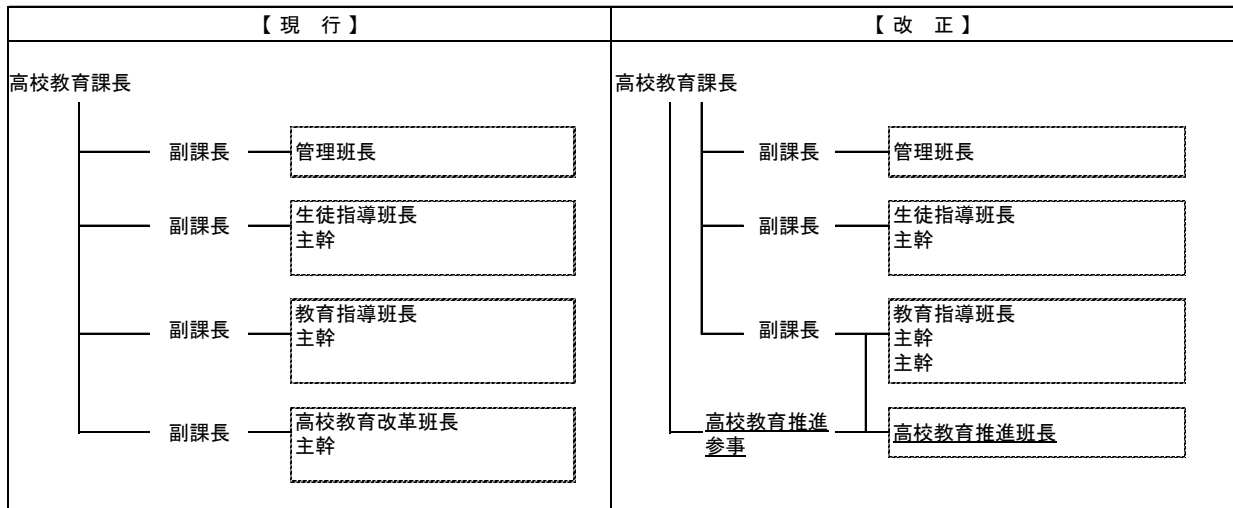 【 現　行 】
高校教育課長
副課長
管理班長
副課長
生徒指導班長
主幹
副課長
教育指導班長
主幹
副課長
高校教育改革班長
主幹
【 改　正 】
高校教育課長
副課長
管理班長
副課長
生徒指導班長
主幹
副課長
教育指導班長
主幹
主幹
高校教育推進
参事
高校教育推進班長